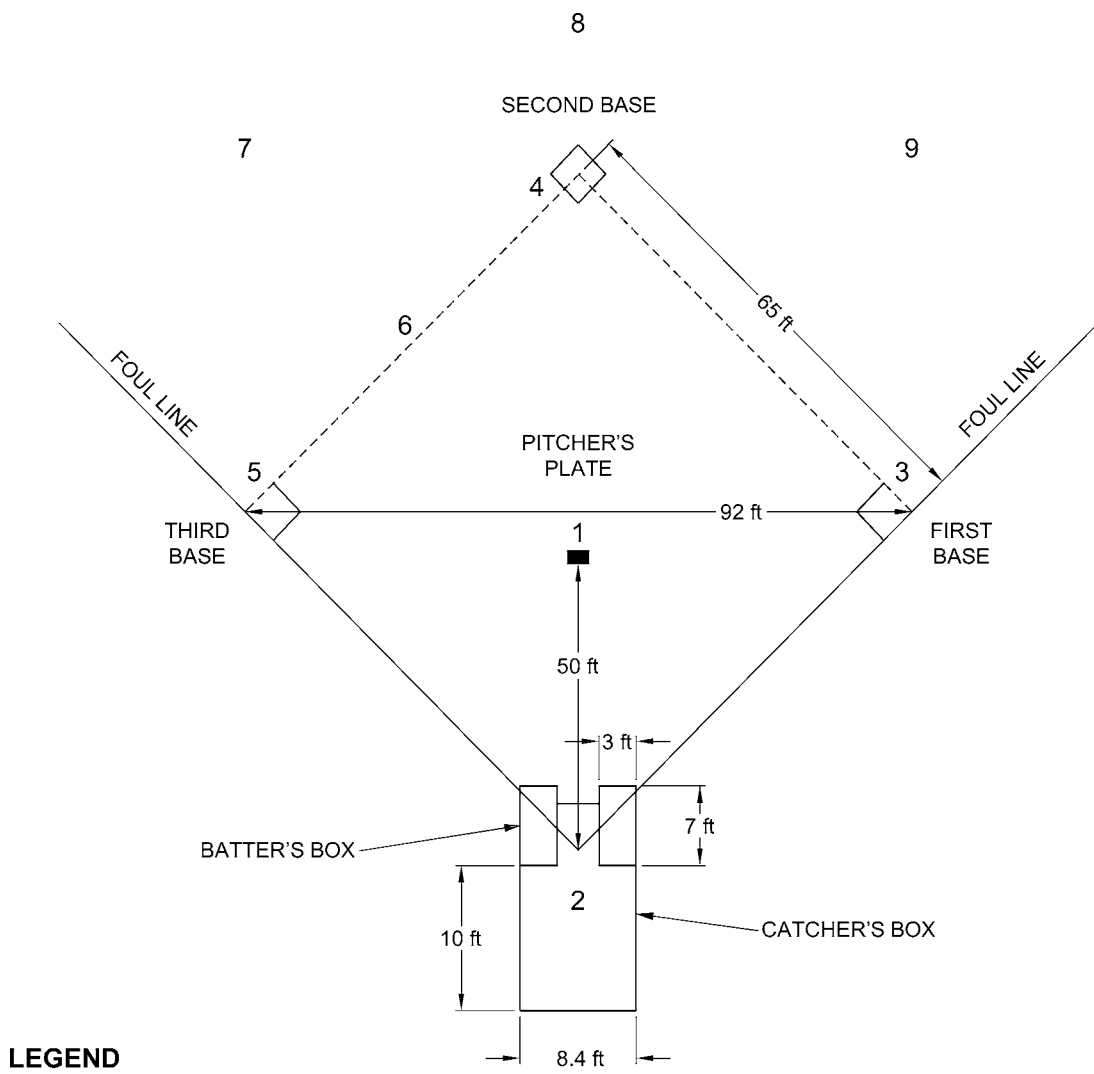 8
SECOND BASE
7
9
4
65 ft
6
FOUL LINE
FOUL LINE
PITCHER'S
PLATE
5
3
92 ft
THIRD
BASE
1
FIRST
BASE
50 ft
3 ft
7 ft
BATTER'S BOX
2
10 ft
CATCHER'S BOX
8.4 ft
LEGEND